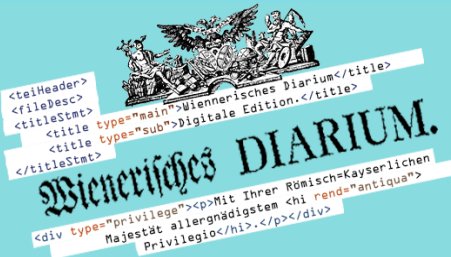 <teiHeader>
<fileDesc>
<titleStmt>
<title type="main">Wiennerisches Diarium</title>
<title type="sub">Digitale Edition.</title>
</titleStmt>
Wienerisches DIARIUM.
<div type="privilege"><p>Mit Ihrer Römisch=Kayserlichen
Majestät allergnädigstem <hi rend="antiqua">
Privilegio</hi>.</p></div>